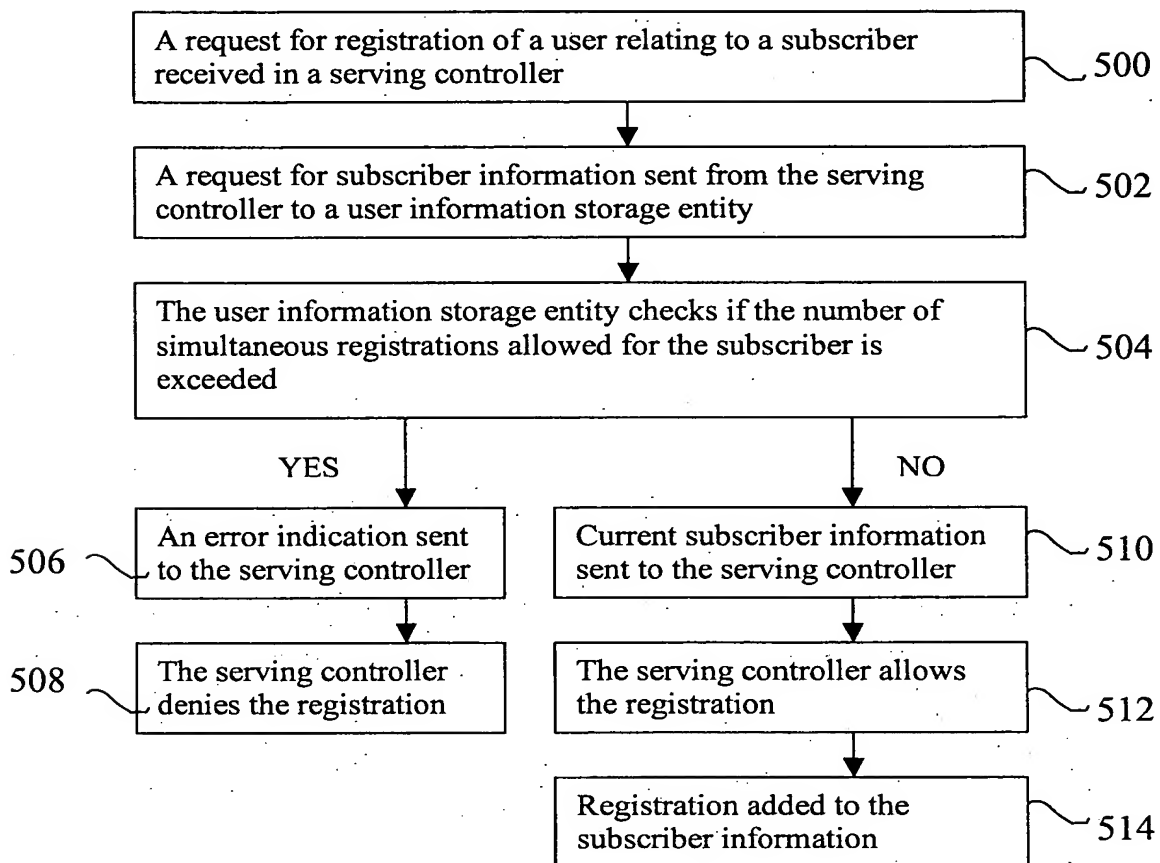 A request for registration of a user relating to a subscriber
received in a serving controller
500
A request for subscriber information sent from the serving
controller to a user information storage entity
502
The user information storage entity checks if the number of
simultaneous registrations allowed for the subscriber is
exceeded
504
YES
NO
506
An error indication sent
to the serving controller
Current subscriber information
sent to the serving controller
510
508
The serving controller
denies the registration
The serving controller allows
the registration
512
Registration added to the
subscriber information
514